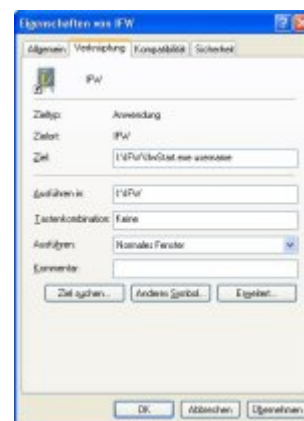 Eigenschaften von IFW
Allgemein Verknüpfung Kompatibilität Sicherheit
IFW
Zieltyp: Anwendung
Zielort: IFW
Ziel: username
Ausführen in:
Tastenkombination: Keine
Ausführen: Normales Fenster
Kommentar:
Ziel suchen... Anderes Symbol... Erweitert...
OK Abbrechen Übernehmen